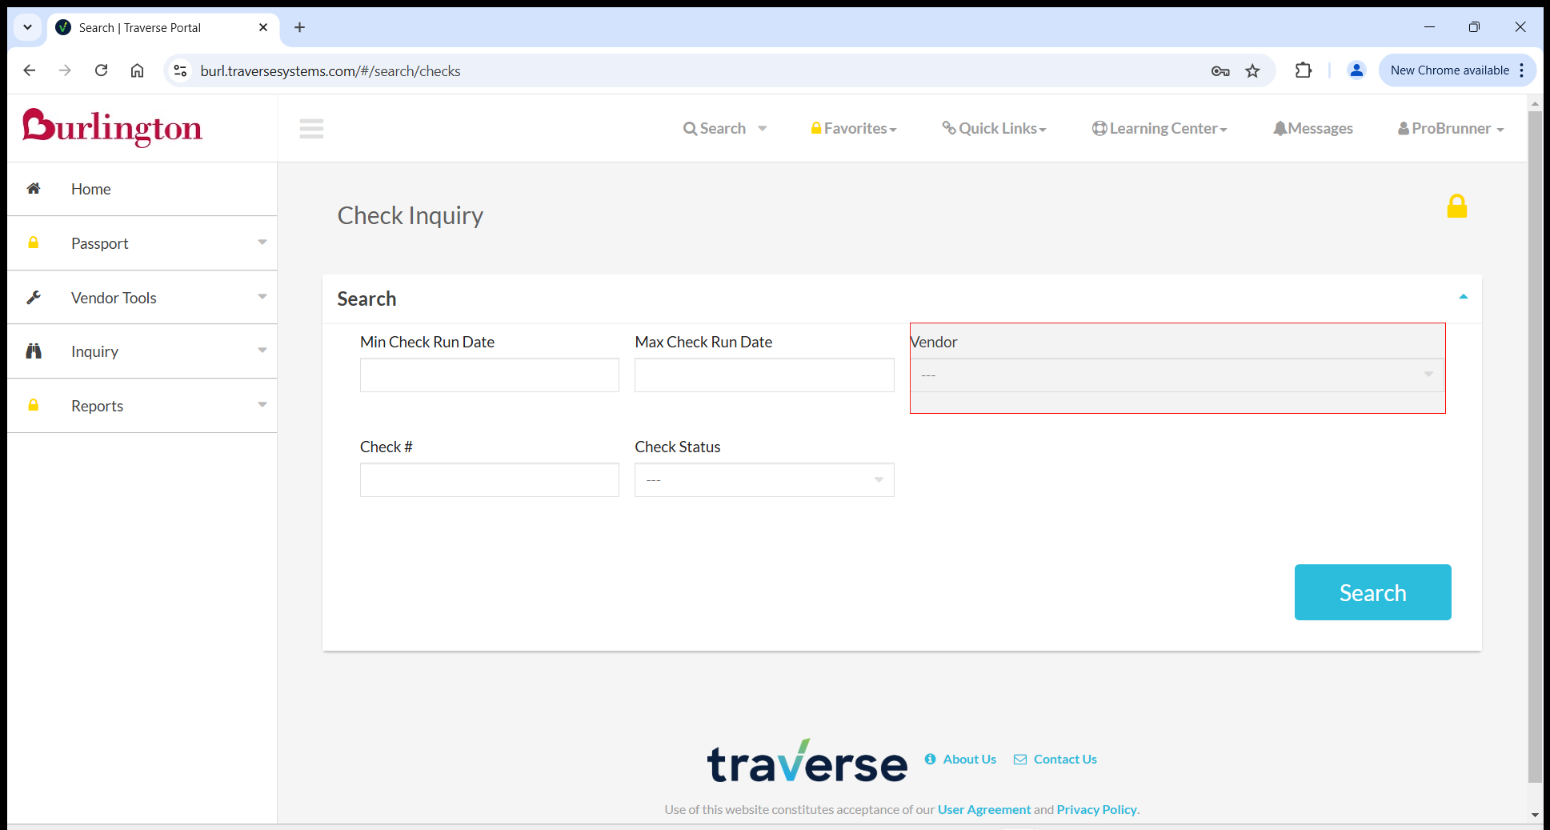 Search | Traverse Portal
burl.traversesystems.com/#/search/checks
New Chrome available
Burlington
Search
Favorites
Quick Links
Learning Center
Messages
ProBrunner
Home
Passport
Vendor Tools
Inquiry
Reports
Check Inquiry
Search
Min Check Run Date
Max Check Run Date
Vendor
---
Check #
Check Status
---
Search
traverse
About Us
Contact Us
Use of this website constitutes acceptance of our User Agreement and Privacy Policy.